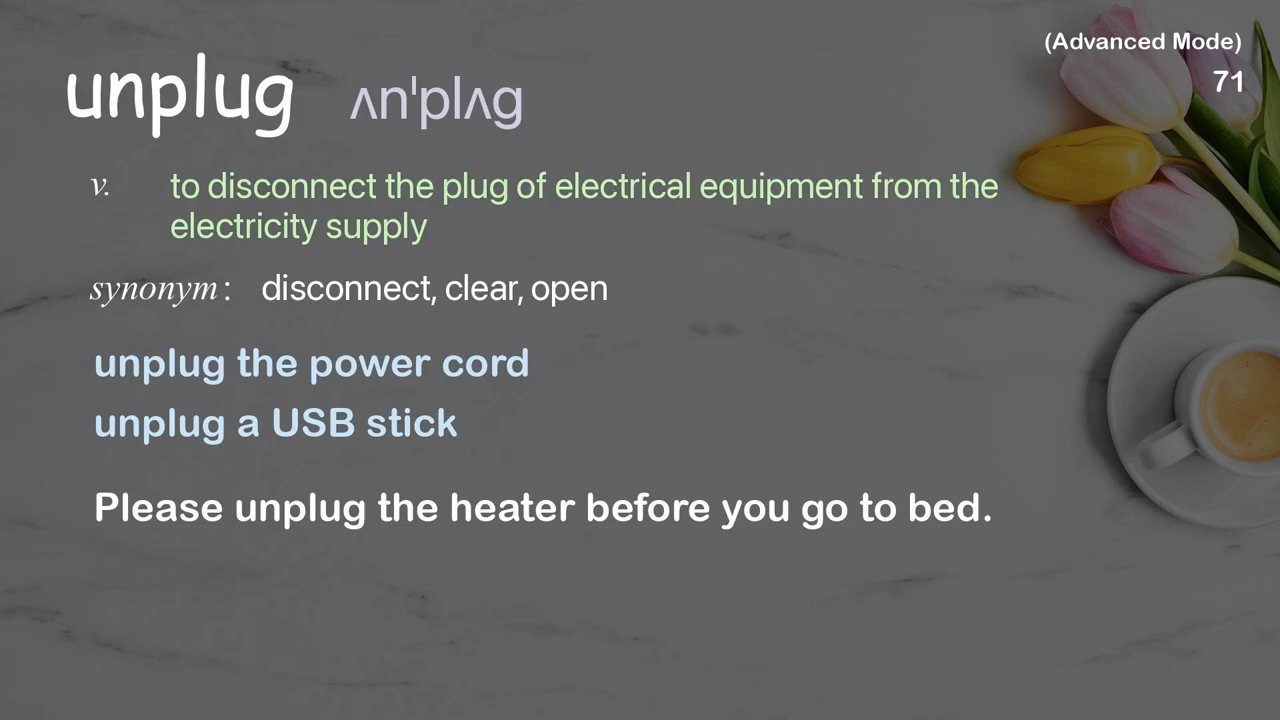 (Advanced Mode)
71
unplug ʌnˈplʌg
v. to disconnect the plug of electrical equipment from the
electricity supply
synonym: disconnect, clear, open
unplug the power cord
unplug a USB stick
Please unplug the heater before you go to bed.